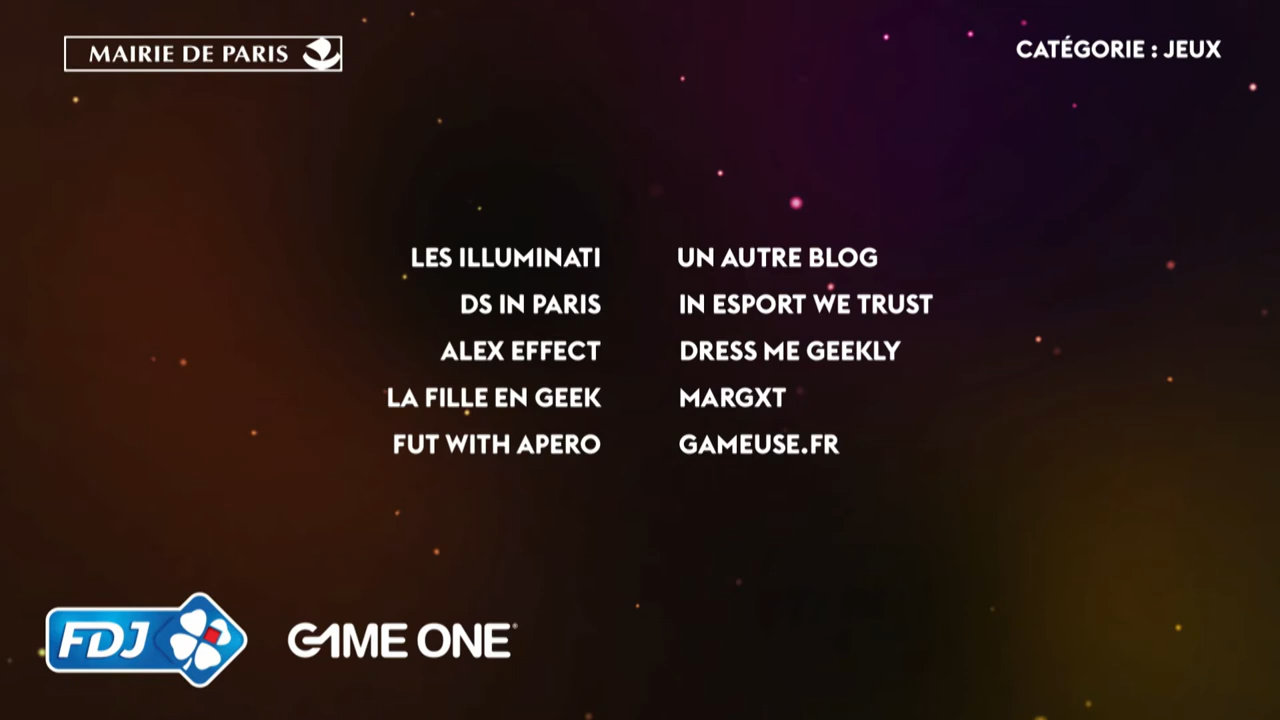 MAIRIE DE PARIS
CATÉGORIE : JEUX
LES ILLUMINATI
DS IN PARIS
ALEX EFFECT
LA FILLE EN GEEK
FUT WITH APERO
UN AUTRE BLOG
IN ESPORT WE TRUST
DRESS ME GEEKLY
MARGXT
GAMEUSE.FR
FDJ
GAME ONE